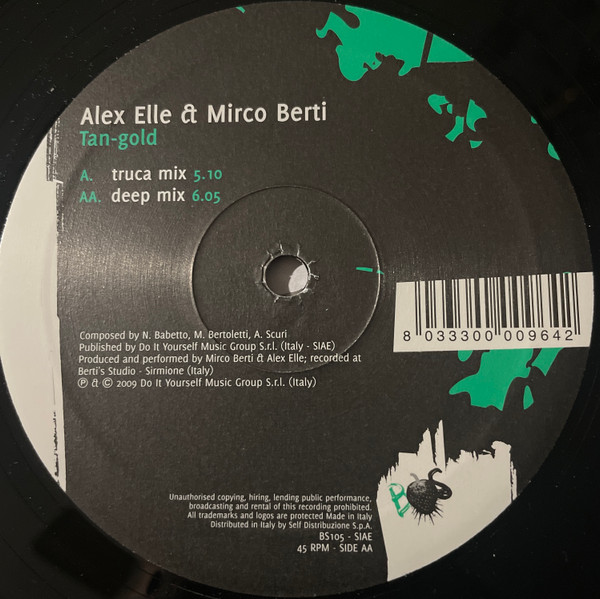 Alex Elle & Mirco Berti
Tan-gold
A. truca mix 5.10
AA. deep mix 6.05
8 033300 009642
Composed by N. Babetto, M. Bertoletti, A. Scuri
Published by Do It Yourself Music Group S.r.l. (Italy - SIAE)
Produced and performed by Mirco Berti & Alex Elle; recorded at
Berti's Studio - Sirmione (Italy)
℗ & © 2009 Do It Yourself Music Group S.r.l. (Italy)
Unauthorised copying, hiring, lending public performance,
broadcasting and rental of this recording prohibited.
All trademarks and logos are protected Made in Italy
Distributed in Italy by Self Distribuzione S.p.A.
BS105 - SIAE
45 RPM - SIDE AA